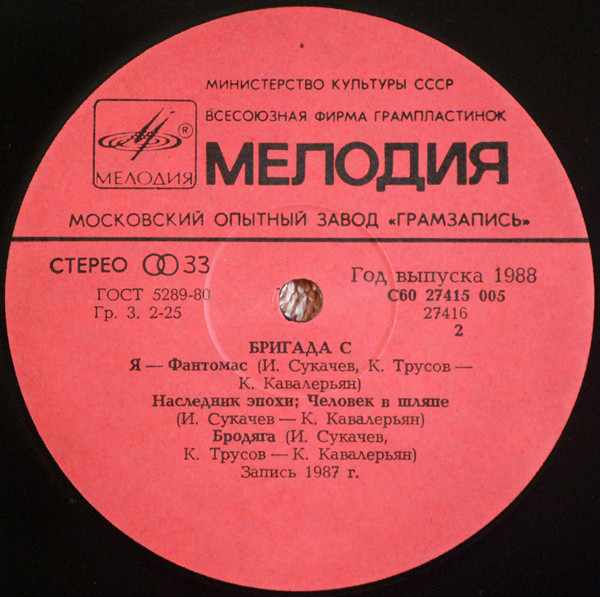 МИНИСТЕРСТВО КУЛЬТУРЫ СССР
ВСЕСОЮЗНАЯ ФИРМА ГРАМПЛАСТИНОК
®
МЕЛОДИЯ
МЕЛОДИЯ
МОСКОВСКИЙ ОПЫТНЫЙ ЗАВОД «ГРАМЗАПИСЬ»
СТЕРЕО 33
Год выпуска 1988
ГОСТ 5289-80
С60 27415 005
Гр. 3. 2-25
27416
2
БРИГАДА С
Я — Фантомас (И. Сукачев, К. Трусов —
К. Кавалерьян)
Наследник эпохи; Человек в шляпе
(И. Сукачев — К. Кавалерьян)
Бродяга (И. Сукачев,
К. Трусов — К. Кавалерьян)
Запись 1987 г.